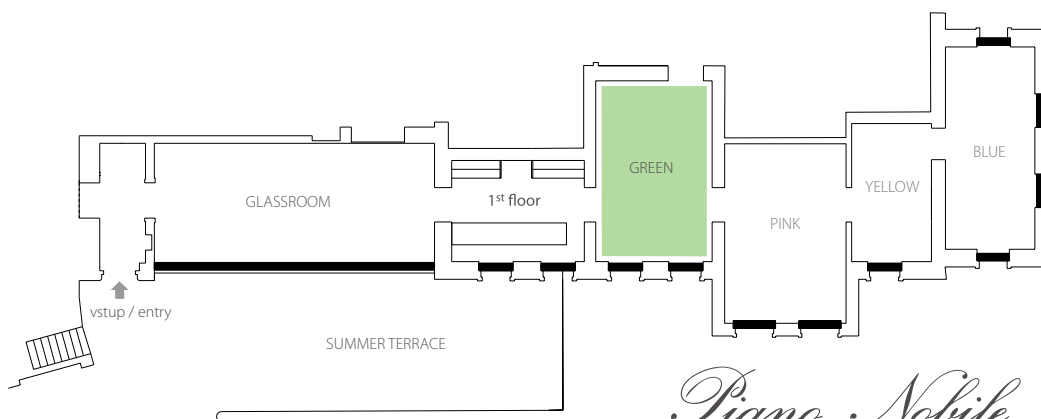 GREEN
BLUE
YELLOW
GLASSROOM
1st floor
PINK
vstup / entry
SUMMER TERRACE
Piano Nobile